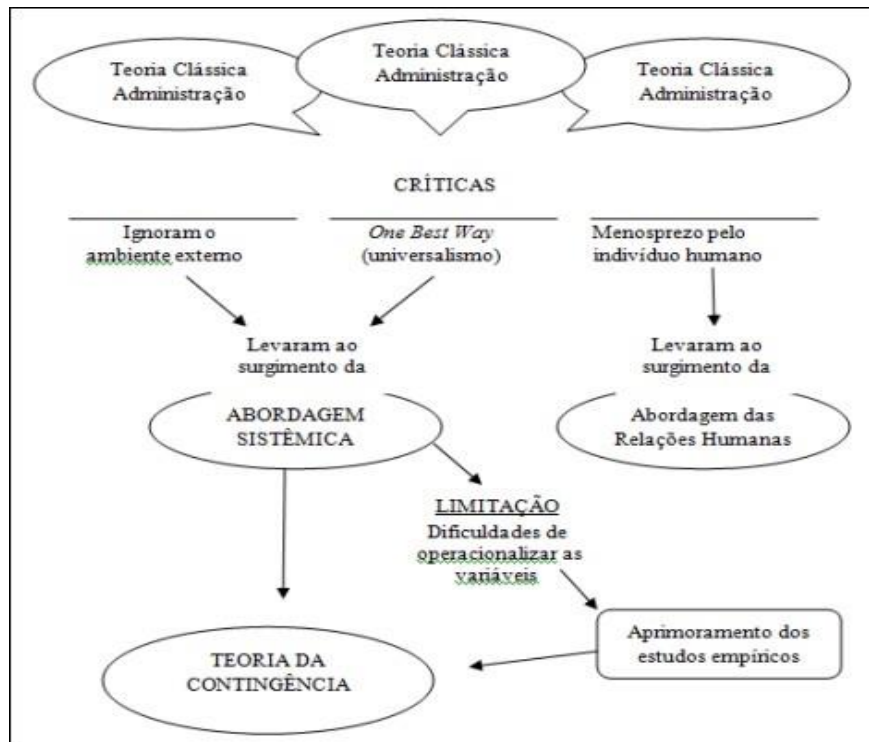 Teoria Clássica
Administração
Teoria Clássica
Administração
Teoria Clássica
Administração
CRÍTICAS
Ignoram o
ambiente externo
One Best Way
(universalismo)
Menosprezo pelo
indivíduo humano
Levaram ao
surgimento da
Levaram ao
surgimento da
ABORDAGEM
SISTÊMICA
Abordagem das
Relações Humanas
LIMITAÇÃO
Dificuldades de
operacionalizar as
variáveis
Aprimoramento dos
estudos empíricos
TEORIA DA
CONTINGÊNCIA